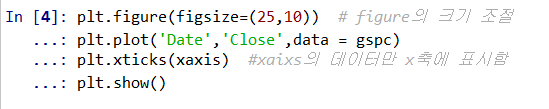 In [4]: plt.figure(figsize=(25,10))  # figure의 크기 조절
...: plt.plot('Date','Close',data = gspc)
...: plt.xticks(xaxis)  #xaixs의 데이터만 x축에 표시함
...: plt.show()